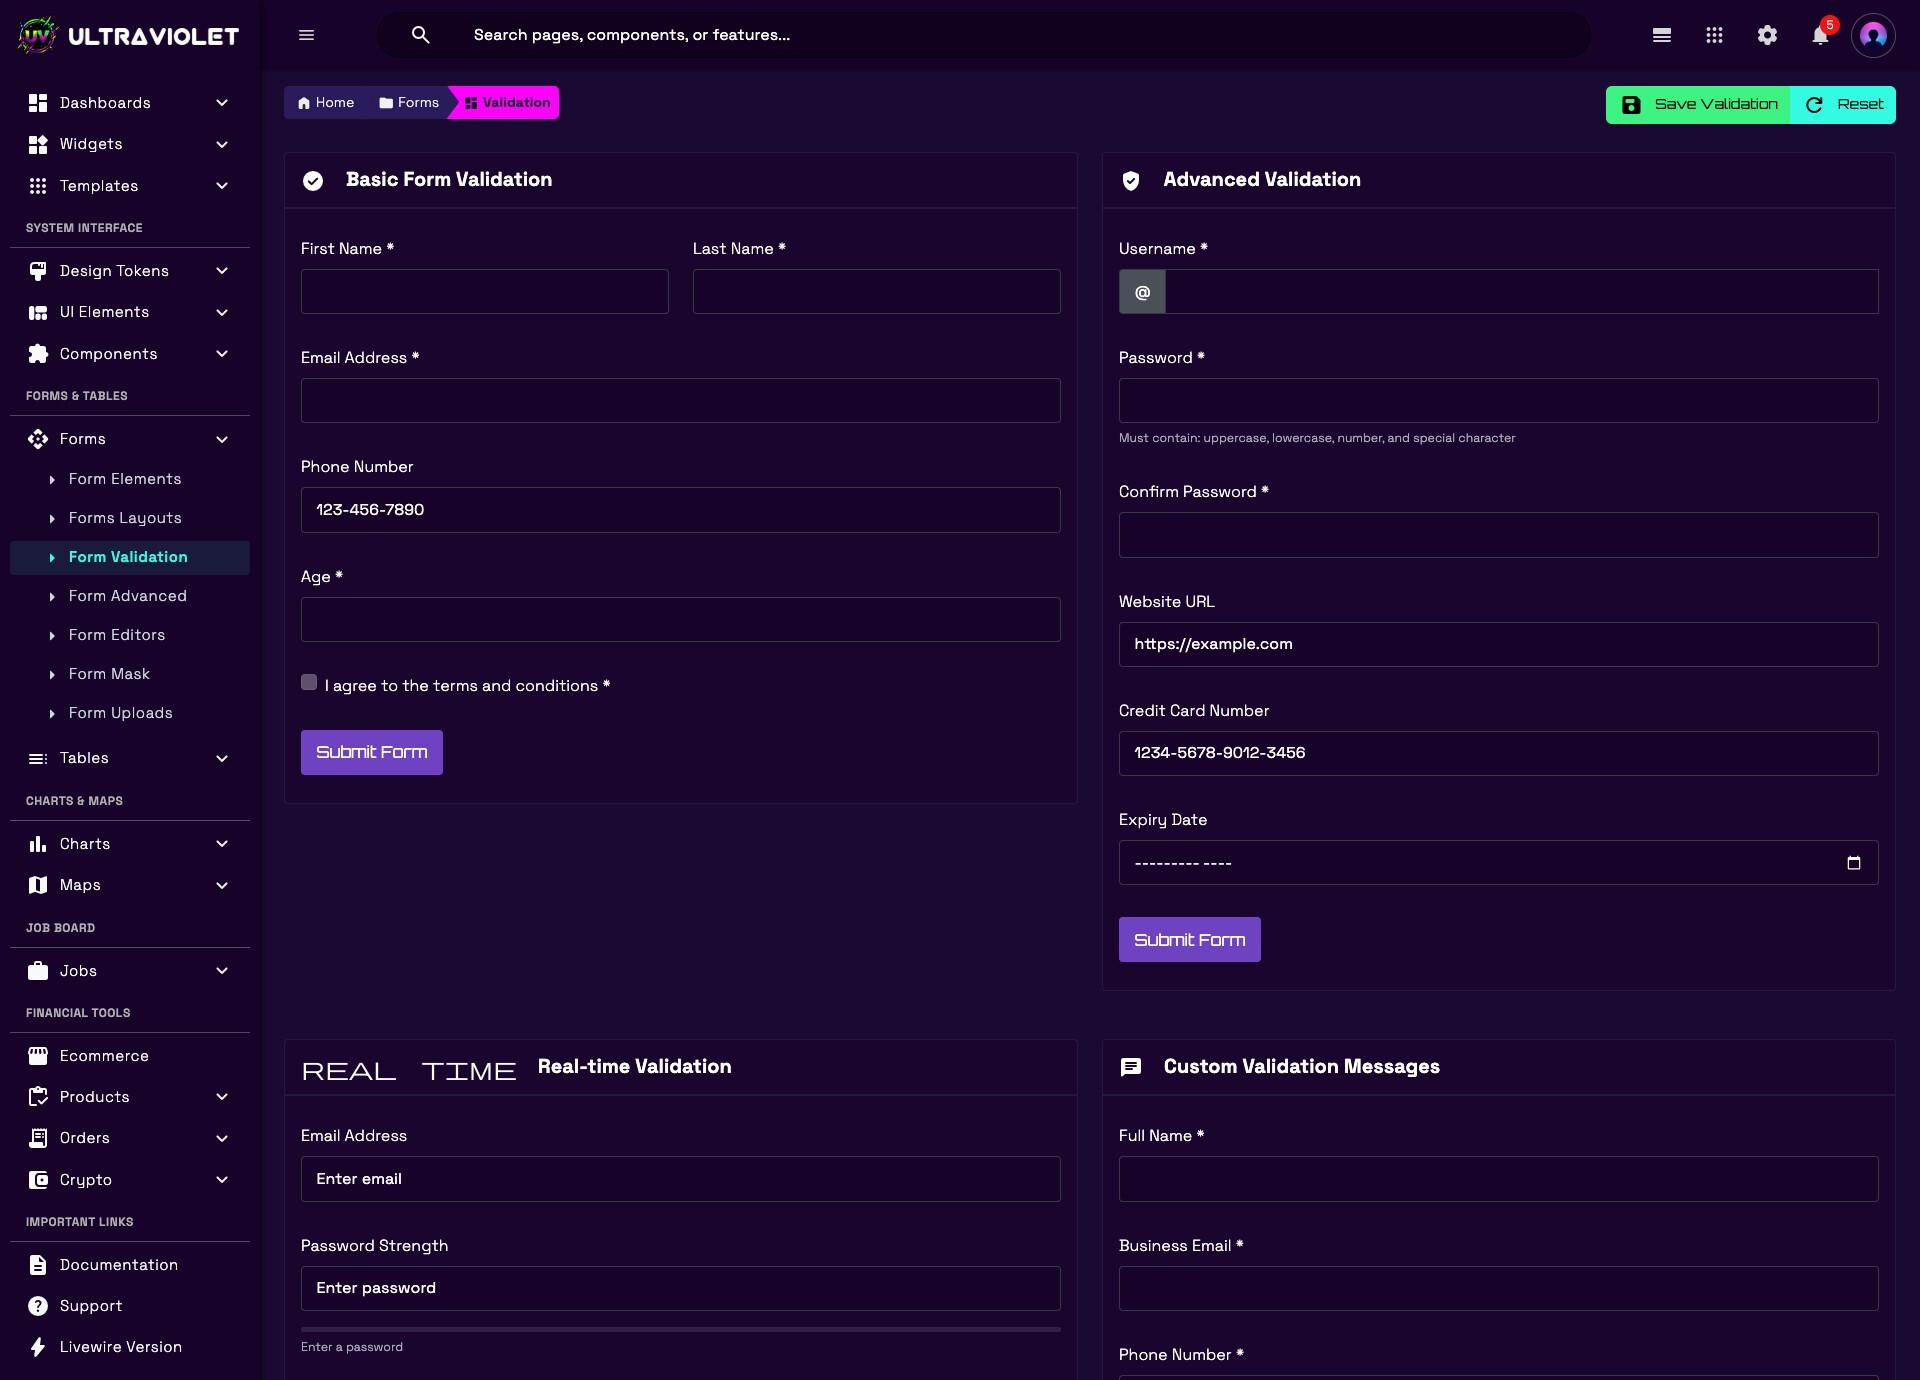 ULTRAVIOLET
Search pages, components, or features...
5
Dashboards
Widgets
Templates
SYSTEM INTERFACE
Design Tokens
UI Elements
Components
FORMS & TABLES
Forms
Form Elements
Forms Layouts
Form Validation
Form Advanced
Form Editors
Form Mask
Form Uploads
Tables
CHARTS & MAPS
Charts
Maps
JOB BOARD
Jobs
FINANCIAL TOOLS
Ecommerce
Products
Orders
Crypto
IMPORTANT LINKS
Documentation
Support
Livewire Version
Home Forms Validation
Save Validation Reset
Basic Form Validation
First Name * Last Name *
Email Address *
Phone Number
123-456-7890
Age *
I agree to the terms and conditions *
Submit Form
Advanced Validation
Username *
@
Password *
Must contain: uppercase, lowercase, number, and special character
Confirm Password *
Website URL
https://example.com
Credit Card Number
1234-5678-9012-3456
Expiry Date
--------- ----
Submit Form
REAL TIME Real-time Validation
Email Address
Enter email
Password Strength
Enter password
Enter a password
Custom Validation Messages
Full Name *
Business Email *
Phone Number *